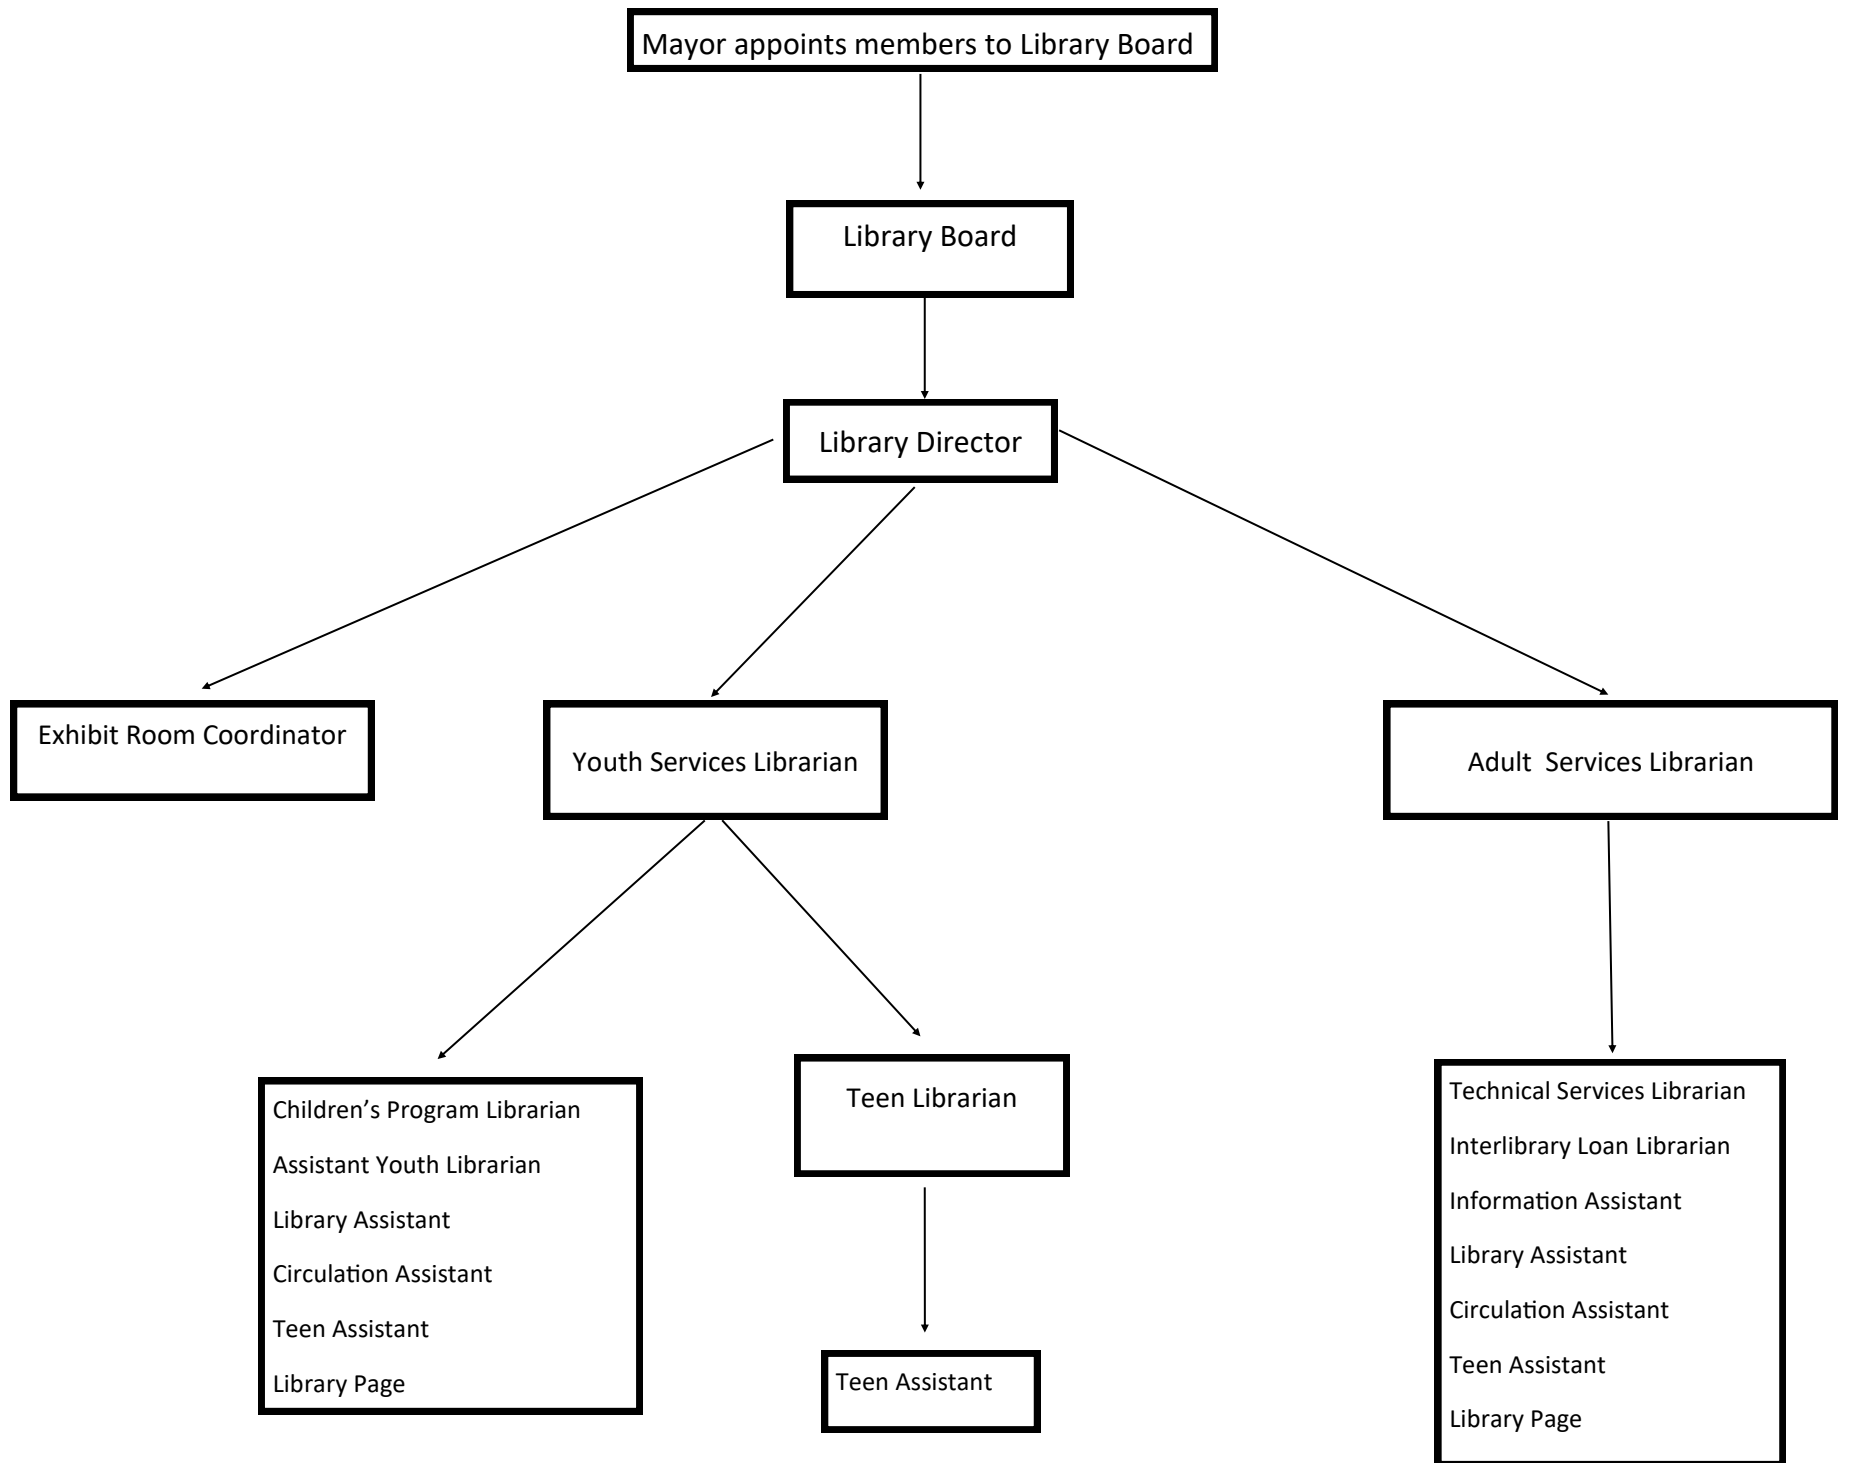 Mayor appoints members to Library Board
Library Board
Library Director
Exhibit Room Coordinator
Youth Services Librarian
Adult  Services Librarian
Children’s Program Librarian
Assistant Youth Librarian
Library Assistant
Circulation Assistant
Teen Assistant
Library Page
Teen Librarian
Teen Assistant
Technical Services Librarian
Interlibrary Loan Librarian
Information Assistant
Library Assistant
Circulation Assistant
Teen Assistant
Library Page